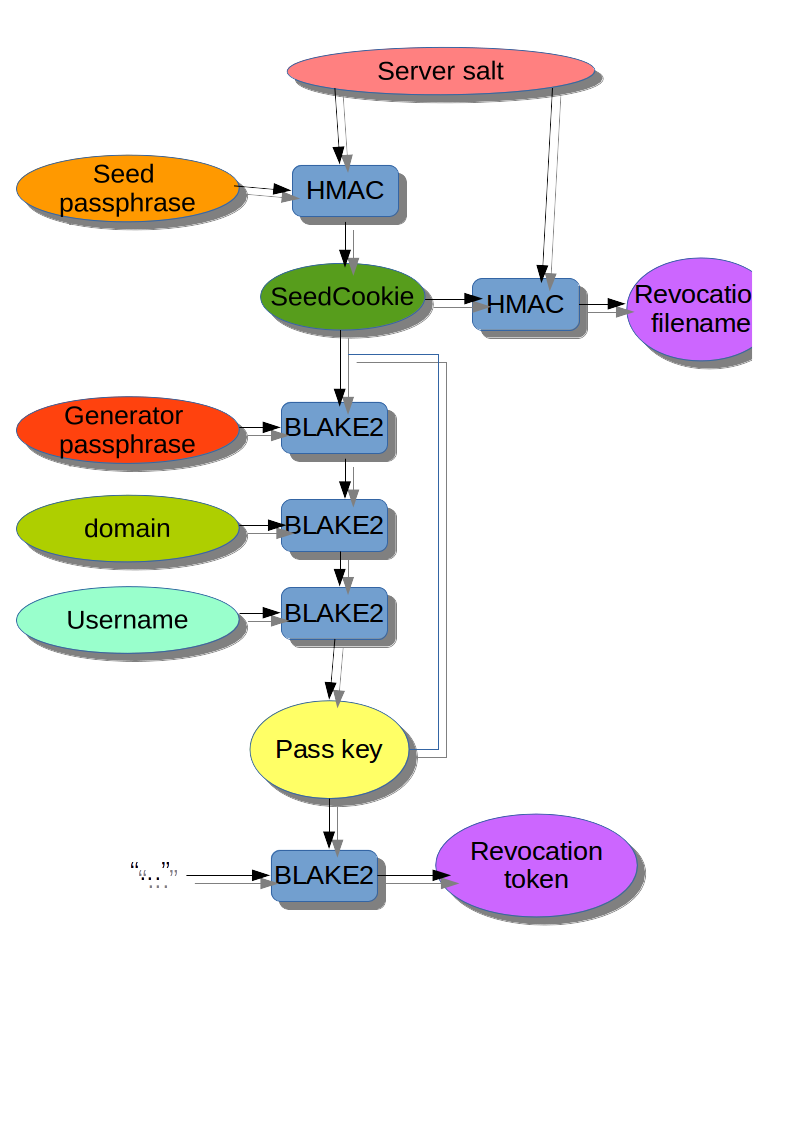 Server salt
Seed
passphrase
HMAC
SeedCookie
HMAC
Revocatio
filename
Generator
passphrase
BLAKE2
domain
BLAKE2
Username
BLAKE2
Pass key
“...”
BLAKE2
Revocation
token